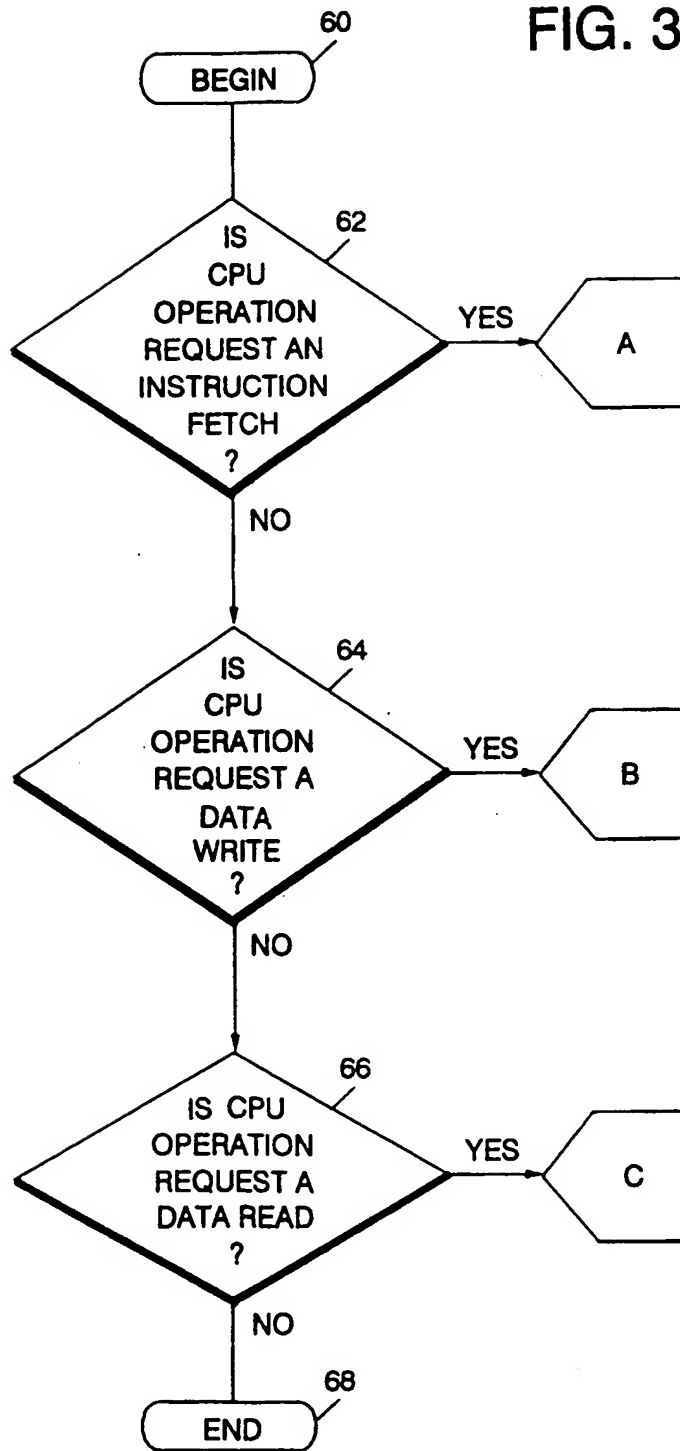 FIG. 3
60
BEGIN
62
IS
CPU
OPERATION
REQUEST AN
INSTRUCTION
FETCH
?
YES
A
NO
64
IS
CPU
OPERATION
REQUEST A
DATA
WRITE
?
YES
B
NO
66
IS CPU
OPERATION
REQUEST A
DATA READ
?
YES
C
NO
68
END